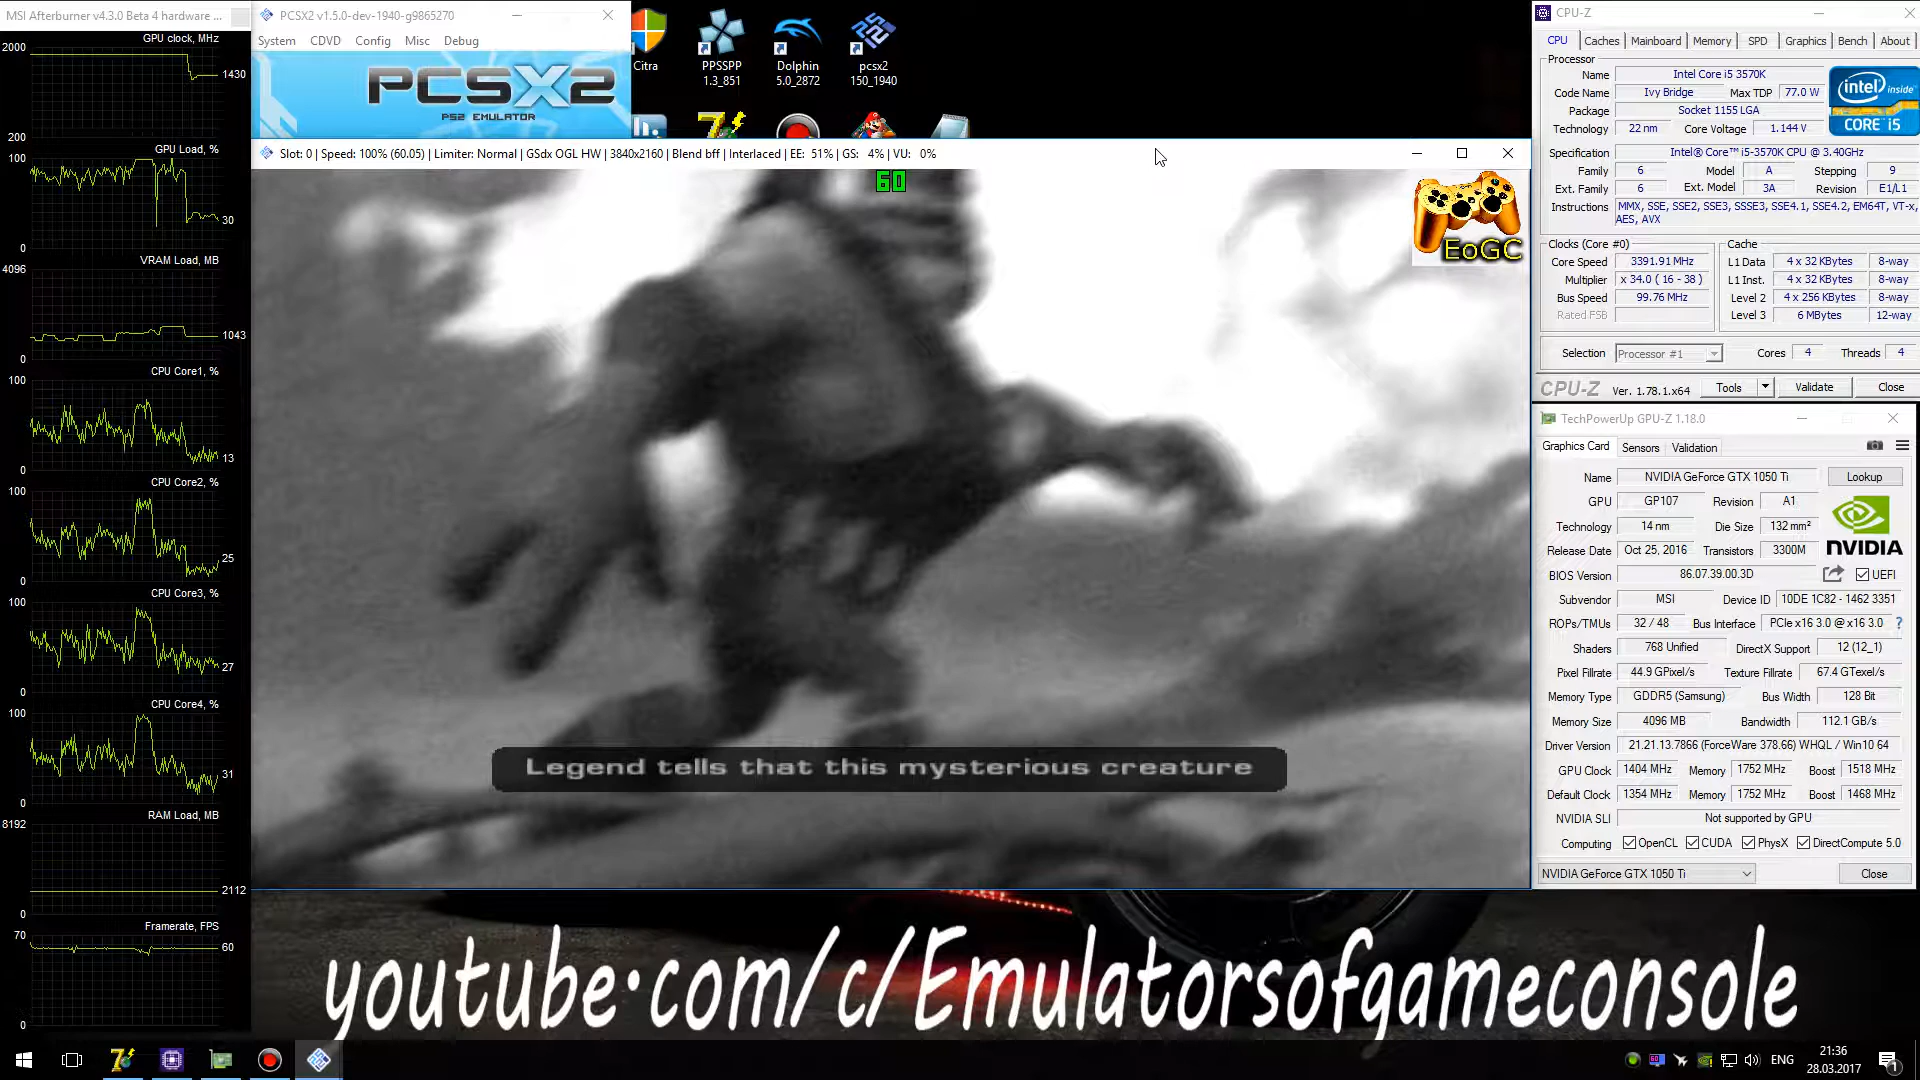 MSI Afterburner v4.3.0 Beta 4 hardware ...
GPU clock, MHz
2000
1430
200
GPU Load, %
100
30
0
VRAM Load, MB
4096
1043
0
CPU Core1, %
100
13
0
CPU Core2, %
100
25
0
CPU Core3, %
100
27
0
CPU Core4, %
100
31
0
RAM Load, MB
8192
2112
0
Framerate, FPS
70
60
0
PCSX2 v1.5.0-dev-1940-g9865270
System CDVD Config Misc Debug
PCSX2
PS2 EMULATOR
Citra
PPSSPP
1.3_851
Dolphin
5.0_2872
pcsx2
150_1940
Slot: 0 | Speed: 100% (60.05) | Limiter: Normal | GSdx OGL HW | 3840x2160 | Blend bff | Interlaced | EE: 51% | GS: 4% | VU: 0%
60
EoGC
Legend tells that this mysterious creature
CPU-Z
CPU Caches Mainboard Memory SPD Graphics Bench About
Processor
Name Intel Core i5 3570K
Code Name Ivy Bridge Max TDP 77.0 W
Package Socket 1155 LGA
Technology 22 nm Core Voltage 1.144 V
intel inside
CORE i5
Specification Intel® Core™ i5-3570K CPU @ 3.40GHz
Family 6 Model A Stepping 9
Ext. Family 6 Ext. Model 3A Revision E1/L1
Instructions MMX, SSE, SSE2, SSE3, SSSE3, SSE4.1, SSE4.2, EM64T, VT-x,
AES, AVX
Clocks (Core #0)
Core Speed 3391.91 MHz
Multiplier x 34.0 ( 16 - 38 )
Bus Speed 99.76 MHz
Rated FSB
Cache
L1 Data 4 x 32 KBytes 8-way
L1 Inst. 4 x 32 KBytes 8-way
Level 2 4 x 256 KBytes 8-way
Level 3 6 MBytes 12-way
Selection Processor #1 Cores 4 Threads 4
CPU-Z Ver. 1.78.1.x64 Tools Validate Close
TechPowerUp GPU-Z 1.18.0
Graphics Card Sensors Validation
Name NVIDIA GeForce GTX 1050 Ti Lookup
GPU GP107 Revision A1
Technology 14 nm Die Size 132 mm²
Release Date Oct 25, 2016 Transistors 3300M
NVIDIA
BIOS Version 86.07.39.00.3D UEFI
Subvendor MSI Device ID 10DE 1C82 - 1462 3351
ROPs/TMUs 32 / 48 Bus Interface PCIe x16 3.0 @ x16 3.0 ?
Shaders 768 Unified DirectX Support 12 (12_1)
Pixel Fillrate 44.9 GPixel/s Texture Fillrate 67.4 GTexel/s
Memory Type GDDR5 (Samsung) Bus Width 128 Bit
Memory Size 4096 MB Bandwidth 112.1 GB/s
Driver Version 21.21.13.7866 (ForceWare 378.66) WHQL / Win10 64
GPU Clock 1404 MHz Memory 1752 MHz Boost 1518 MHz
Default Clock 1354 MHz Memory 1752 MHz Boost 1468 MHz
NVIDIA SLI Not supported by GPU
Computing OpenCL CUDA PhysX DirectCompute 5.0
NVIDIA GeForce GTX 1050 Ti Close
youtube.com/c/Emulatorsofgameconsole
ENG
21:36
28.03.2017
1